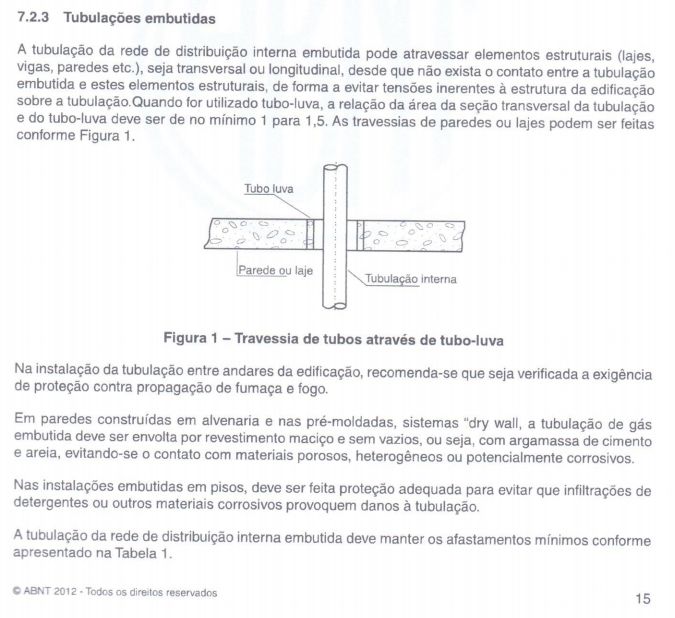 7.2.3 Tubulações embutidas
A tubulação da rede de distribuição interna embutida pode atravessar elementos estruturais (lajes,
vigas, paredes etc.), seja transversal ou longitudinal, desde que não exista o contato entre a tubulação
embutida e estes elementos estruturais, de forma a evitar tensões inerentes à estrutura da edificação
sobre a tubulação.Quando for utilizado tubo-luva, a relação da área da seção transversal da tubulação
e do tubo-luva deve ser de no mínimo 1 para 1,5. As travessias de paredes ou lajes podem ser feitas
conforme Figura 1.
Tubo luva
Parede ou laje
Tubulação interna
Figura 1 – Travessia de tubos através de tubo-luva
Na instalação da tubulação entre andares da edificação, recomenda-se que seja verificada a exigência
de proteção contra propagação de fumaça e fogo.
Em paredes construídas em alvenaria e nas pré-moldadas, sistemas "dry wall, a tubulação de gás
embutida deve ser envolta por revestimento maciço e sem vazios, ou seja, com argamassa de cimento
e areia, evitando-se o contato com materiais porosos, heterogêneos ou potencialmente corrosivos.
Nas instalações embutidas em pisos, deve ser feita proteção adequada para evitar que infiltrações de
detergentes ou outros materiais corrosivos provoquem danos à tubulação.
A tubulação da rede de distribuição interna embutida deve manter os afastamentos mínimos conforme
apresentado na Tabela 1.
© ABNT 2012 - Todos os direitos reservados
15